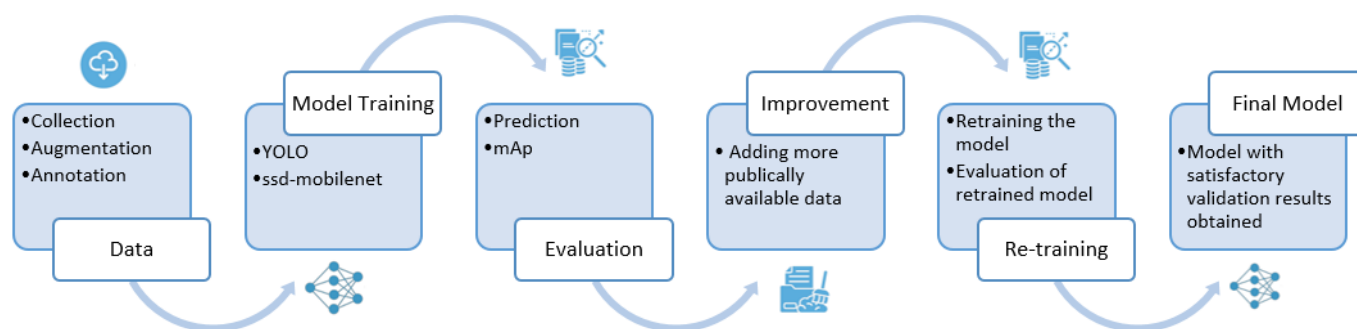 •Collection
•Augmentation
•Annotation
Data
Model Training
•YOLO
•ssd-mobilenet
•Prediction
•mAp
Evaluation
Improvement
• Adding more
publically
available data
•Retraining the
model
•Evaluation of
retrained model
Re-training
Final Model
•Model with
satisfactory
validation results
obtained